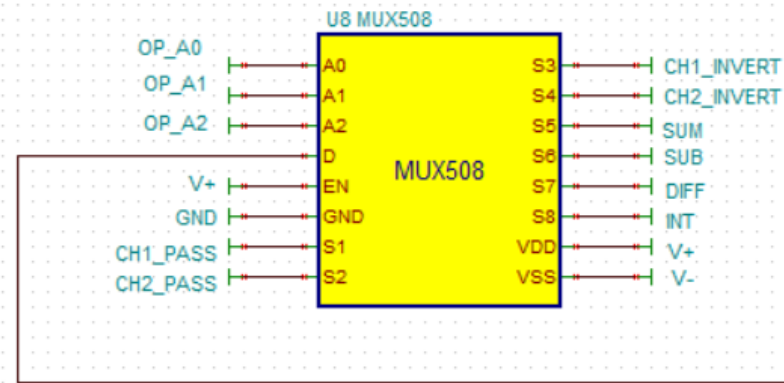 U8 MUX508
OP_A0
OP_A1
OP_A2
V+
GND
CH1_PASS
CH2_PASS
A0
A1
A2
D
EN
GND
S1
S2
MUX508
S3
S4
S5
S6
S7
S8
VDD
VSS
CH1_INVERT
CH2_INVERT
SUM
SUB
DIFF
INT
V+
V-